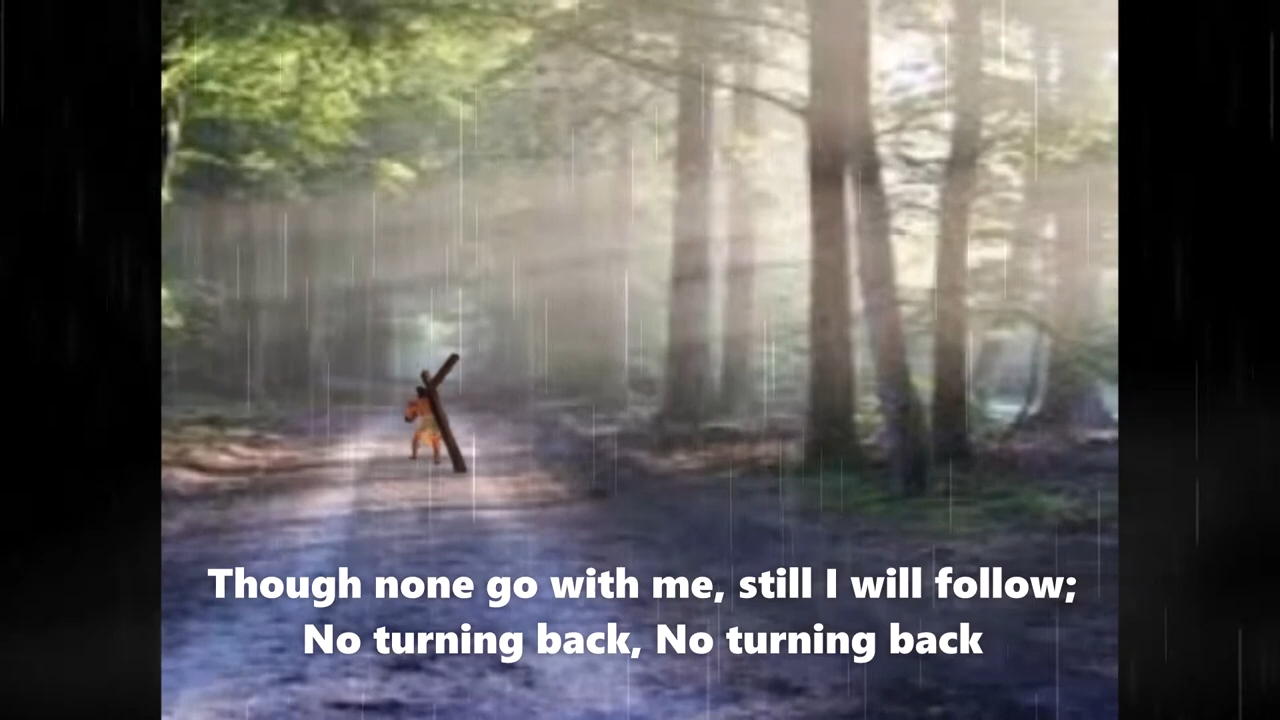 Though none go with me, still I will follow;
No turning back, No turning back